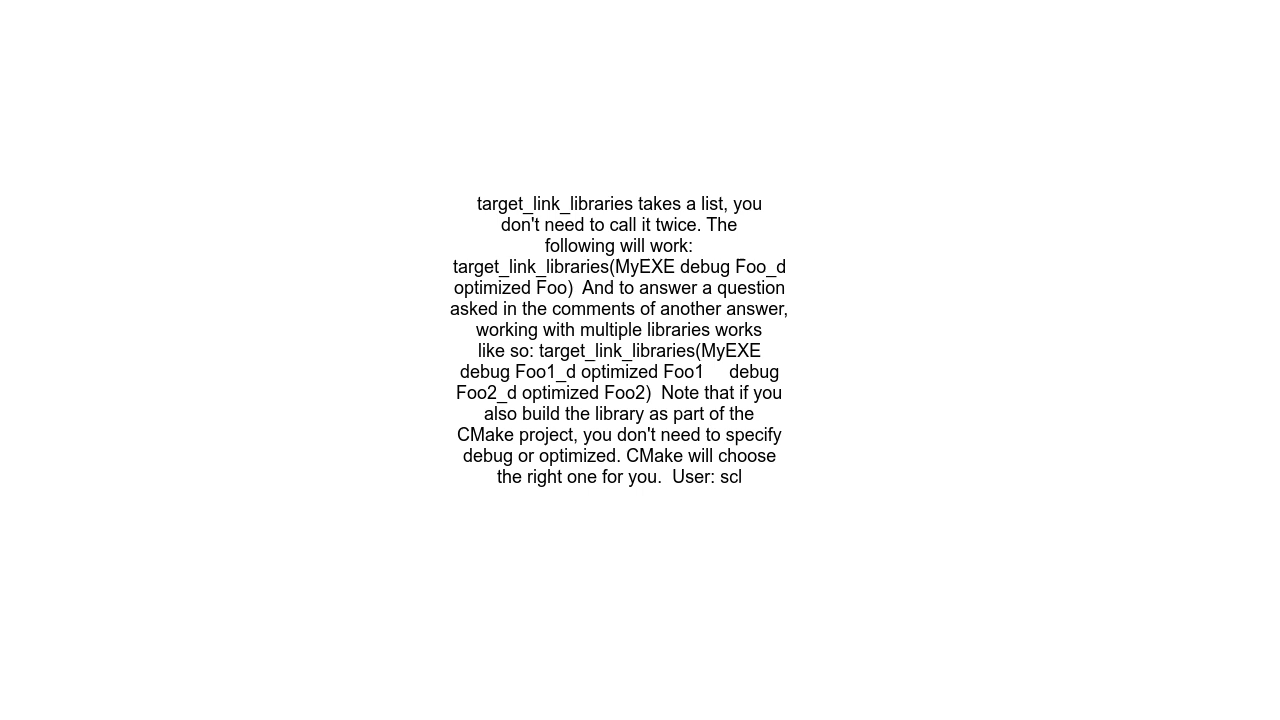 target_link_libraries takes a list, you
don't need to call it twice. The
following will work:
target_link_libraries(MyEXE debug Foo_d
optimized Foo)  And to answer a question
asked in the comments of another answer,
working with multiple libraries works
like so: target_link_libraries(MyEXE
debug Foo1_d optimized Foo1     debug
Foo2_d optimized Foo2)  Note that if you
also build the library as part of the
CMake project, you don't need to specify
debug or optimized. CMake will choose
the right one for you.  User: scl